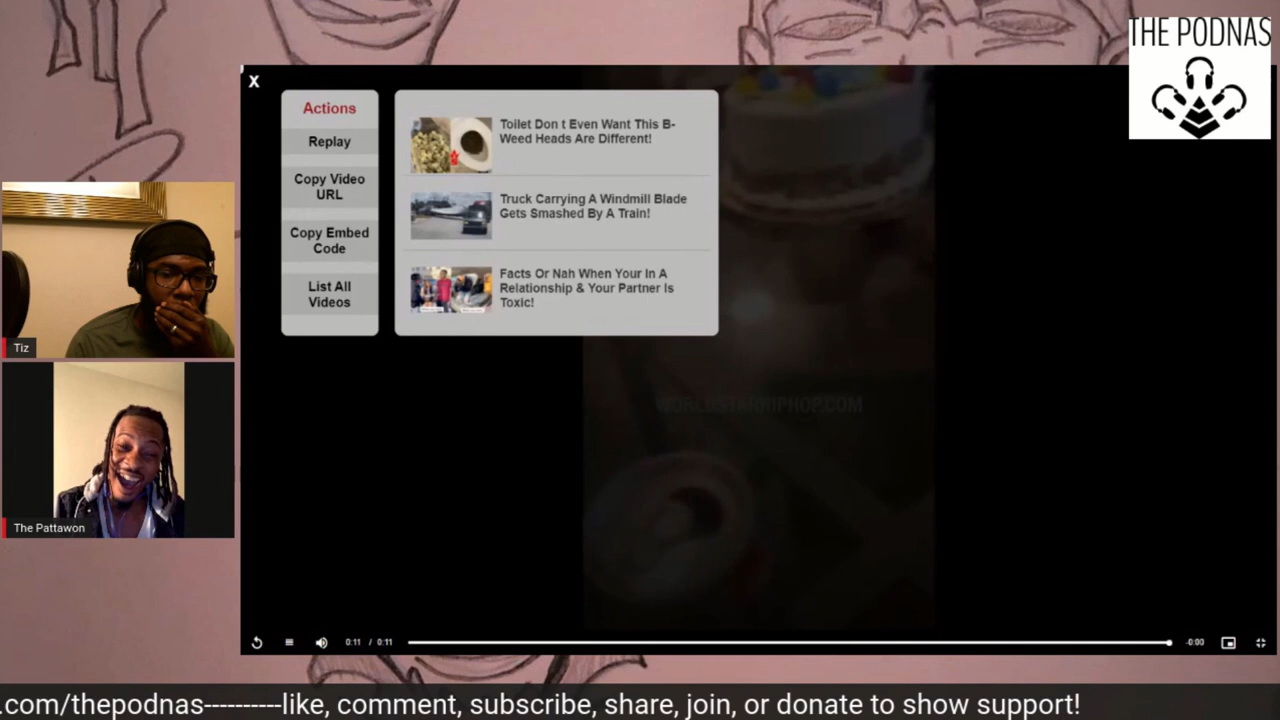 THE PODNAS
X
Actions
Replay
Copy Video
URL
Copy Embed
Code
List All
Videos
Toilet Don t Even Want This B-
Weed Heads Are Different!
Truck Carrying A Windmill Blade
Gets Smashed By A Train!
Facts Or Nah When Your In A
Relationship & Your Partner Is
Toxic!
WORLDSTARHIPHOP.COM
Tiz
The Pattawon
0:11 / 0:11
-0:00
.com/thepodnas----------like, comment, subscribe, share, join, or donate to show support!